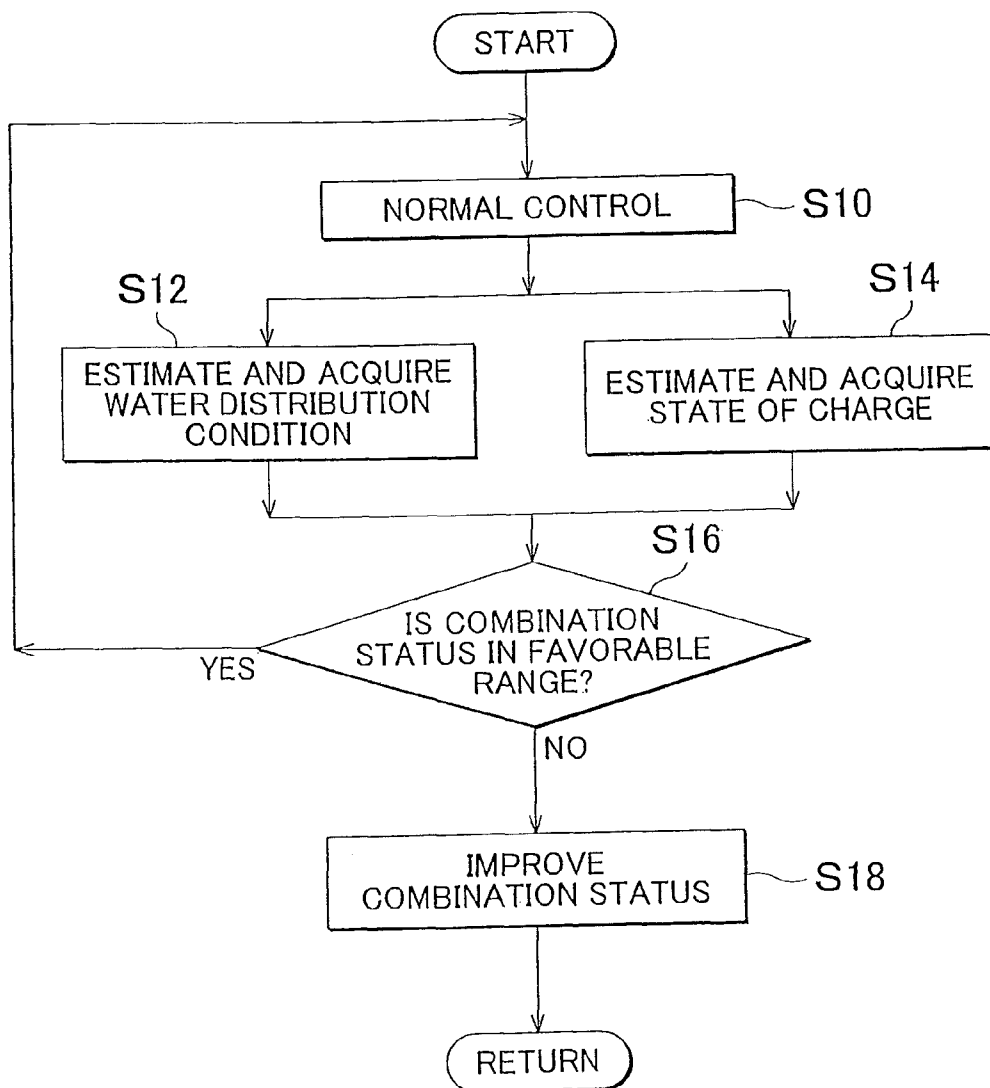 START
NORMAL CONTROL
S10
S12
S14
ESTIMATE AND ACQUIRE
WATER DISTRIBUTION
CONDITION
ESTIMATE AND ACQUIRE
STATE OF CHARGE
S16
IS COMBINATION
STATUS IN FAVORABLE
RANGE?
YES
NO
IMPROVE
COMBINATION STATUS
S18
RETURN